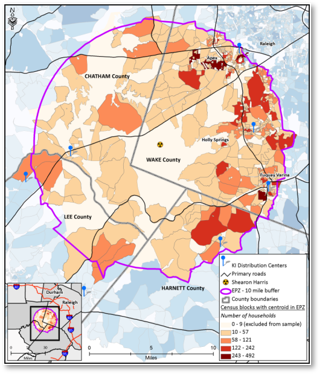 N
Raleigh
Apex
CHATHAM County
Holly Springs
WAKE County
Fuquay Varina
LEE County
HARNETT County
KI Distribution Centers
Primary roads
Shearon Harris
EPZ - 10 mile buffer
County boundaries
Census blocks with centroid in EPZ
Number of households
0 - 9 (excluded from sample)
10 - 57
58 - 121
122 - 242
243 - 492
Durham
Raleigh
Miles